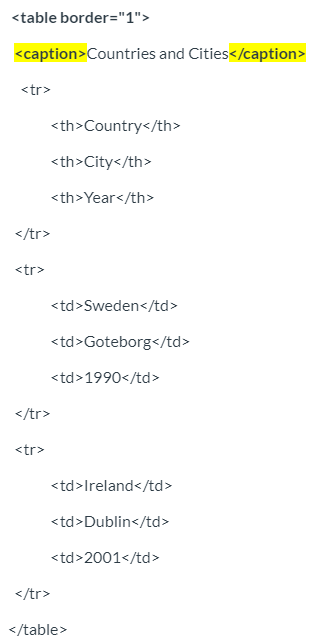 <table border="1">
<caption>Countries and Cities</caption>
<tr>
<th>Country</th>
<th>City</th>
<th>Year</th>
</tr>
<tr>
<td>Sweden</td>
<td>Goteborg</td>
<td>1990</td>
</tr>
<tr>
<td>Ireland</td>
<td>Dublin</td>
<td>2001</td>
</tr>
</table>